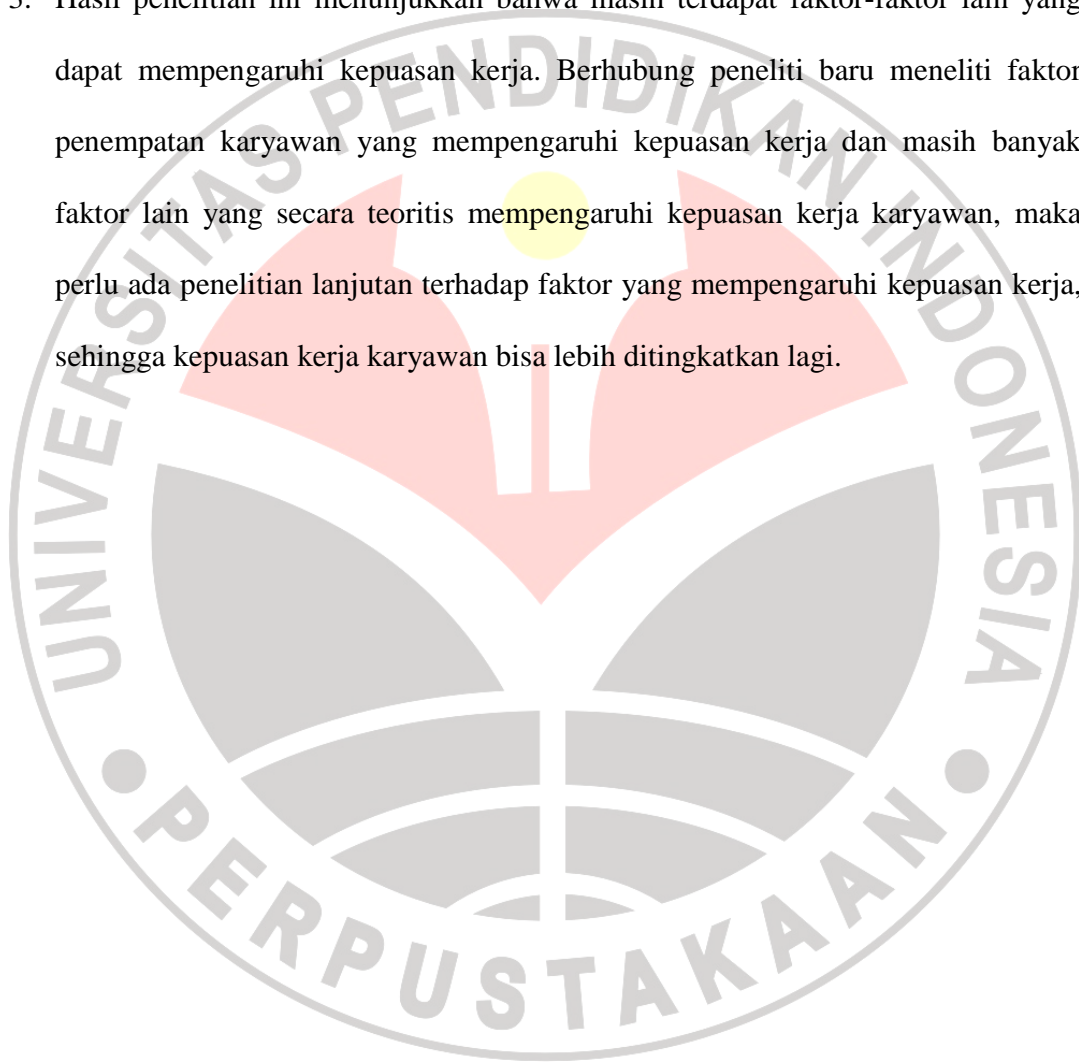 Hasil penelitian ini menunjukkan bahwa masih terdapat faktor-faktor lain yang
dapat mempengaruhi kepuasan kerja. Berhubung peneliti baru meneliti faktor
penempatan karyawan yang mempengaruhi kepuasan kerja dan masih banyak
faktor lain yang secara teoritis mempengaruhi kepuasan kerja karyawan, maka
perlu ada penelitian lanjutan terhadap faktor yang mempengaruhi kepuasan kerja,
sehingga kepuasan kerja karyawan bisa lebih ditingkatkan lagi.
UNIVERSITAS PENDIDIKAN INDONESIA
PERPUSTAKAAN